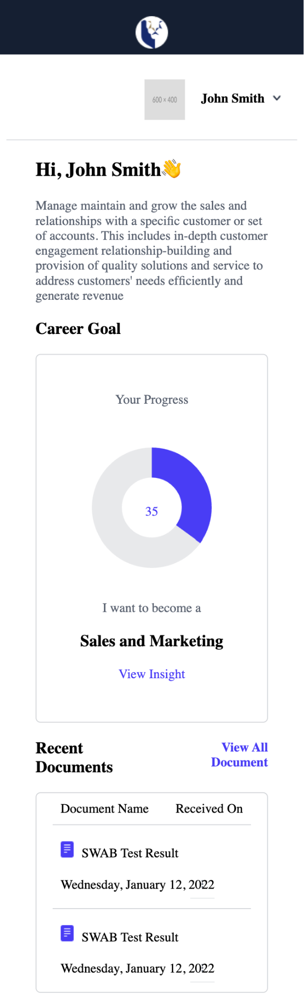 600 × 400
John Smith
Hi, John Smith👋
Manage maintain and grow the sales and
relationships with a specific customer or set
of accounts. This includes in-depth customer
engagement relationship-building and
provision of quality solutions and service to
address customers' needs efficiently and
generate revenue
Career Goal
Your Progress
35
I want to become a
Sales and Marketing
View Insight
Recent
Documents
View All
Document
Document Name Received On
SWAB Test Result
Wednesday, January 12, 2022
SWAB Test Result
Wednesday, January 12, 2022